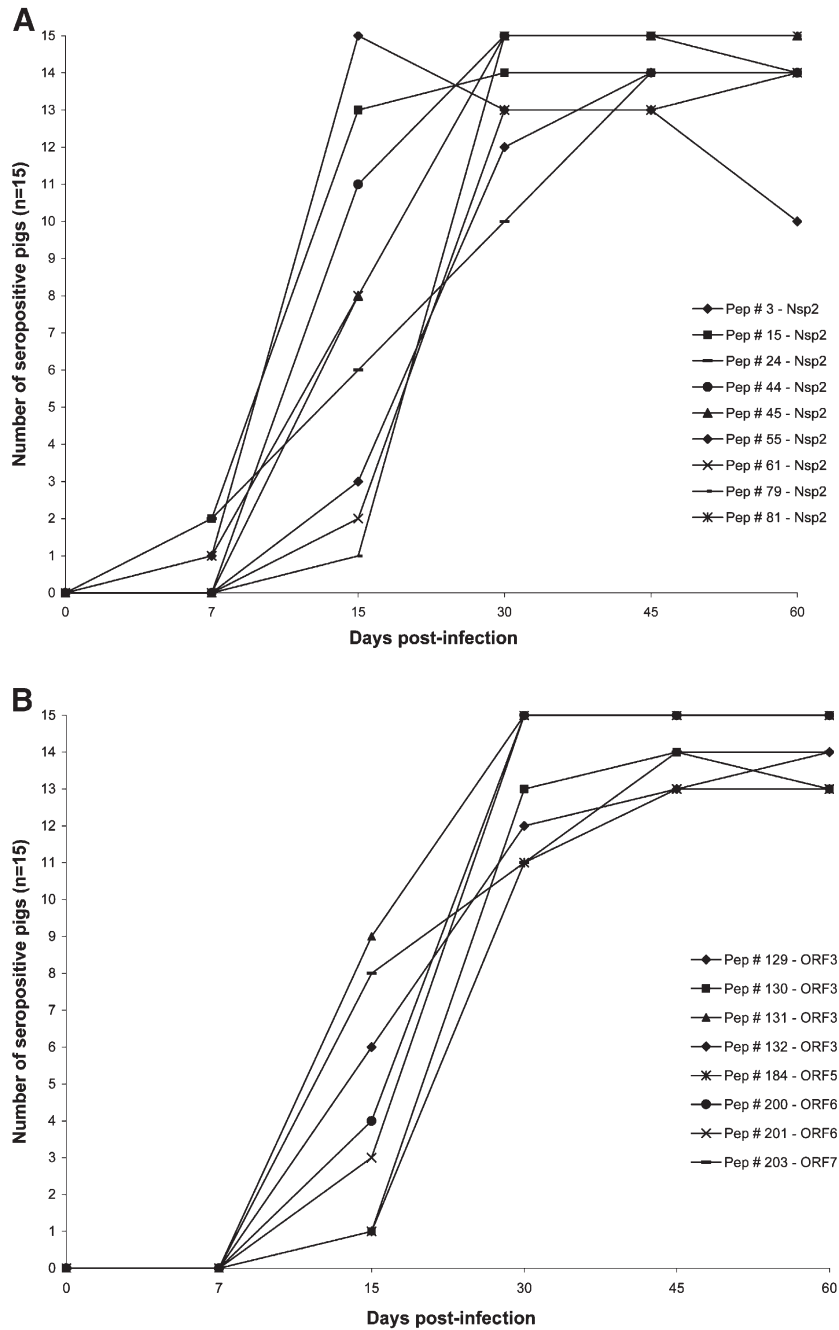 A
Number of seropositive pigs (n=15)
15
14
13
12
11
10
9
8
7
6
5
4
3
2
1
0
0 7 15 30 45 60
Days post-infection
Pep # 3 - Nsp2
Pep # 15 - Nsp2
Pep # 24 - Nsp2
Pep # 44 - Nsp2
Pep # 45 - Nsp2
Pep # 55 - Nsp2
Pep # 61 - Nsp2
Pep # 79 - Nsp2
Pep # 81 - Nsp2
B
Number of seropositive pigs (n=15)
15
14
13
12
11
10
9
8
7
6
5
4
3
2
1
0
0 7 15 30 45 60
Days post-infection
Pep # 129 - ORF3
Pep # 130 - ORF3
Pep # 131 - ORF3
Pep # 132 - ORF3
Pep # 184 - ORF5
Pep # 200 - ORF6
Pep # 201 - ORF6
Pep # 203 - ORF7